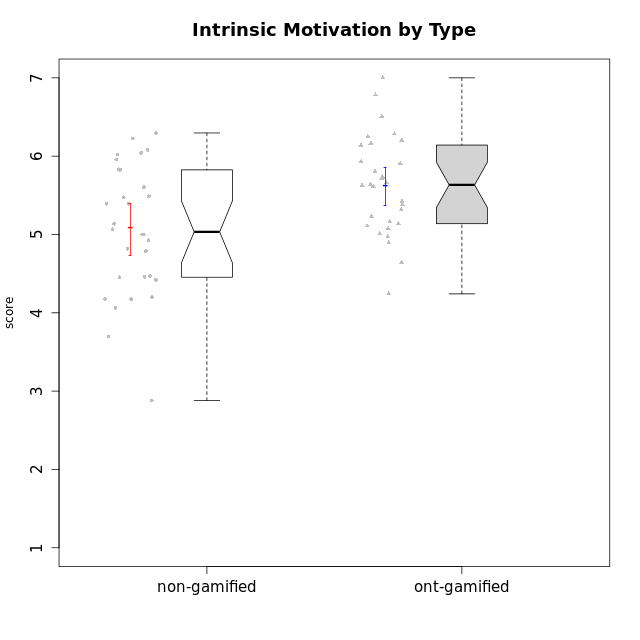 Intrinsic Motivation by Type
score
7
6
5
4
3
2
1
non-gamified
ont-gamified